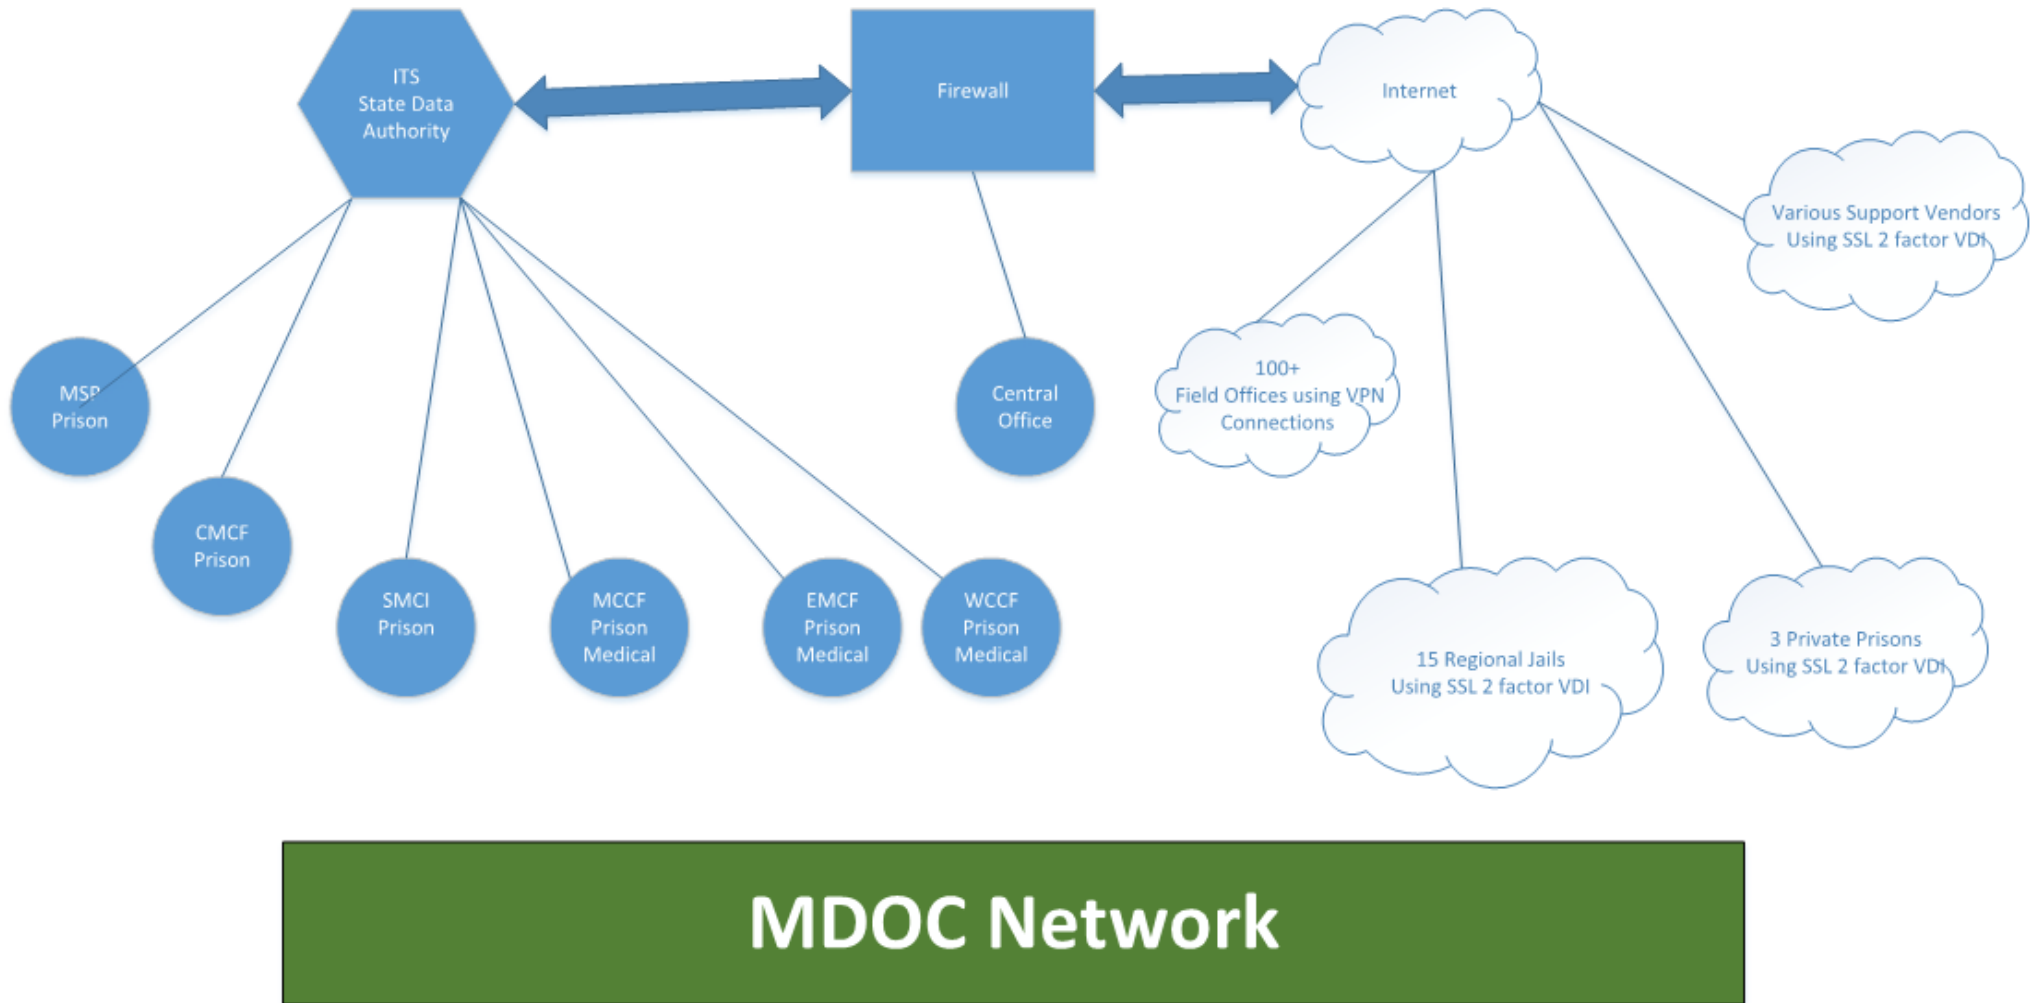 ITS
State Data
Authority
Firewall
Internet
Various Support Vendors
Using SSL 2 factor VDI
MSP
Prison
Central
Office
100+
Field Offices using VPN
Connections
CMCF
Prison
SMCI
Prison
MCCF
Prison
Medical
EMCF
Prison
Medical
WCCF
Prison
Medical
15 Regional Jails
Using SSL 2 factor VDI
3 Private Prisons
Using SSL 2 factor VDI
MDOC Network